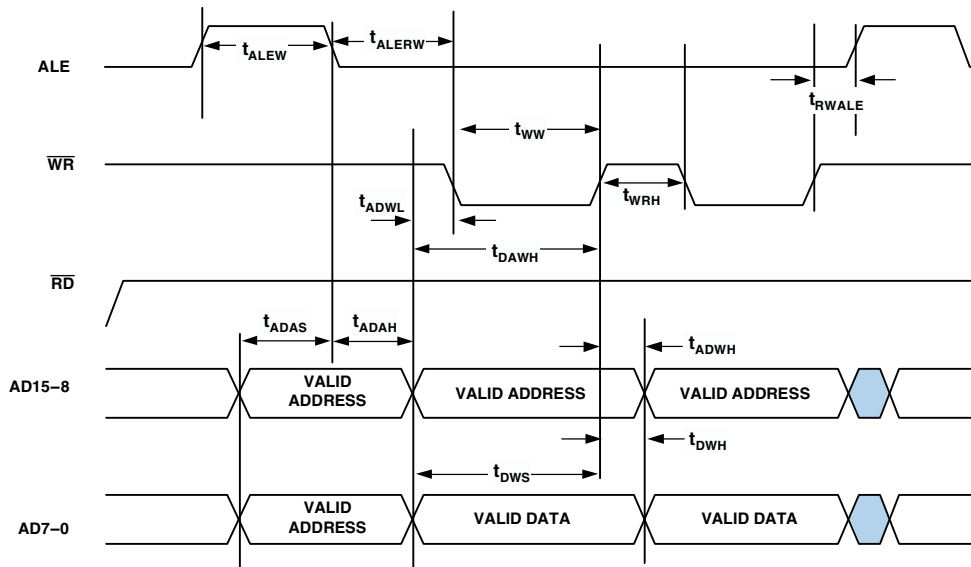 tALEW
tALERW
ALE
tRWALE
tWW
WR
tWRH
tADWL
tDAWH
RD
tADAS
tADAH
tADWH
AD15–8
VALID
ADDRESS
VALID ADDRESS
VALID ADDRESS
tDWH
tDWS
AD7–0
VALID
ADDRESS
VALID DATA
VALID DATA